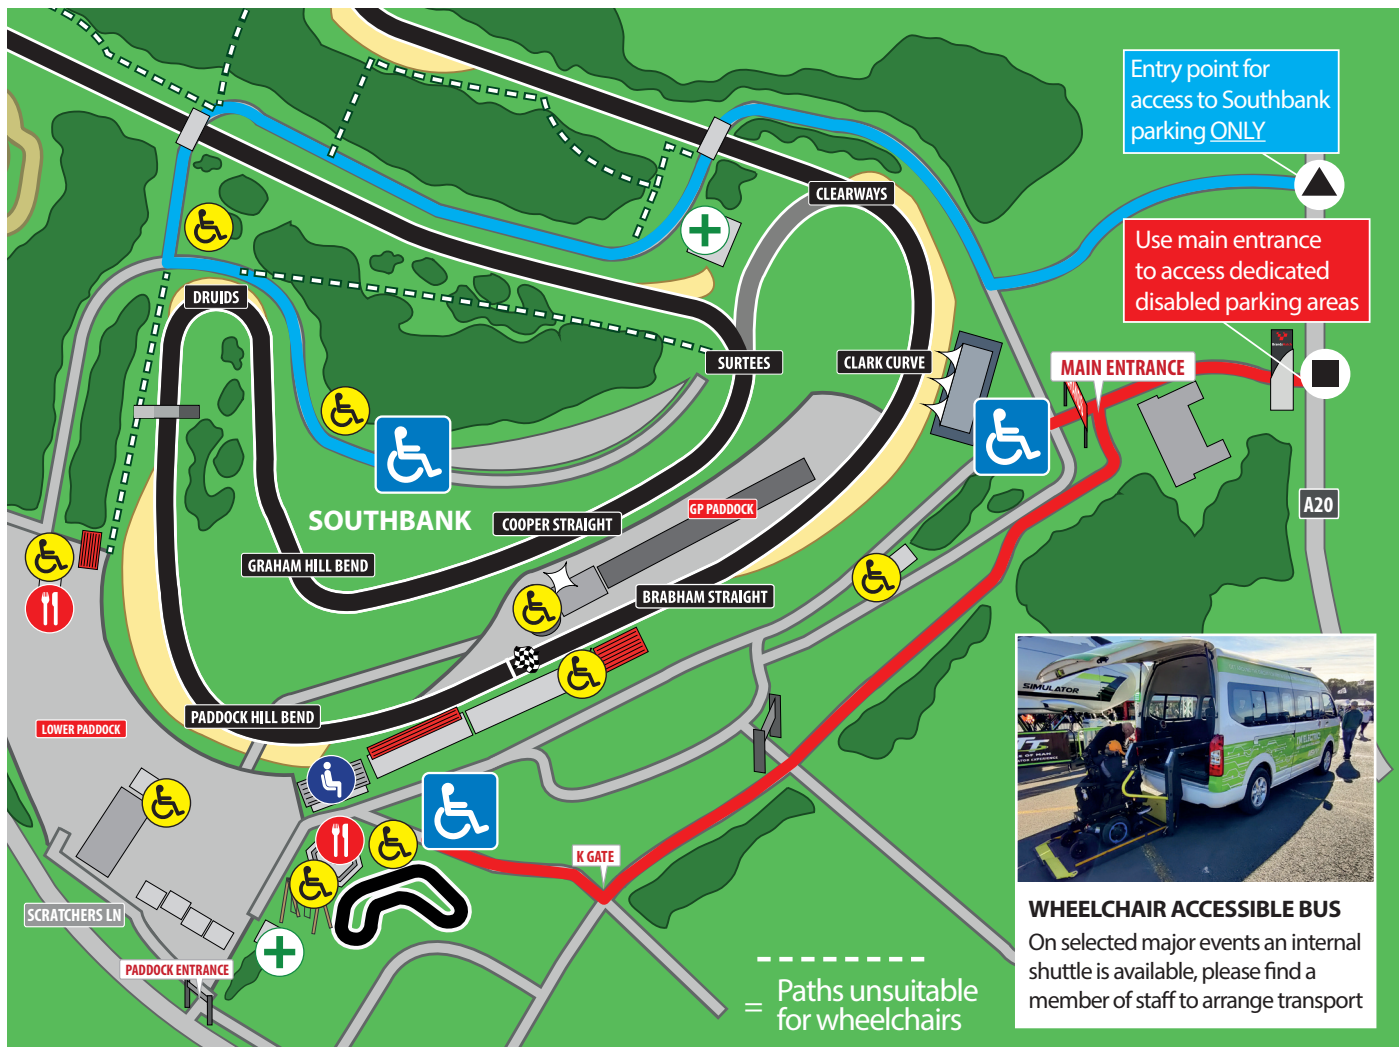 Entry point for
access to Southbank
parking ONLY
CLEARWAYS
Use main entrance
to access dedicated
disabled parking areas
DRUIDS
SURTEES
CLARK CURVE
MAIN ENTRANCE
A20
GP PADDOCK
SOUTHBANK
COOPER STRAIGHT
GRAHAM HILL BEND
BRABHAM STRAIGHT
PADDOCK HILL BEND
LOWER PADDOCK
SIMULATOR
K GATE
SCRATCHERS LN
PADDOCK ENTRANCE
WHEELCHAIR ACCESSIBLE BUS
On selected major events an internal
shuttle is available, please find a
member of staff to arrange transport
= Paths unsuitable
for wheelchairs